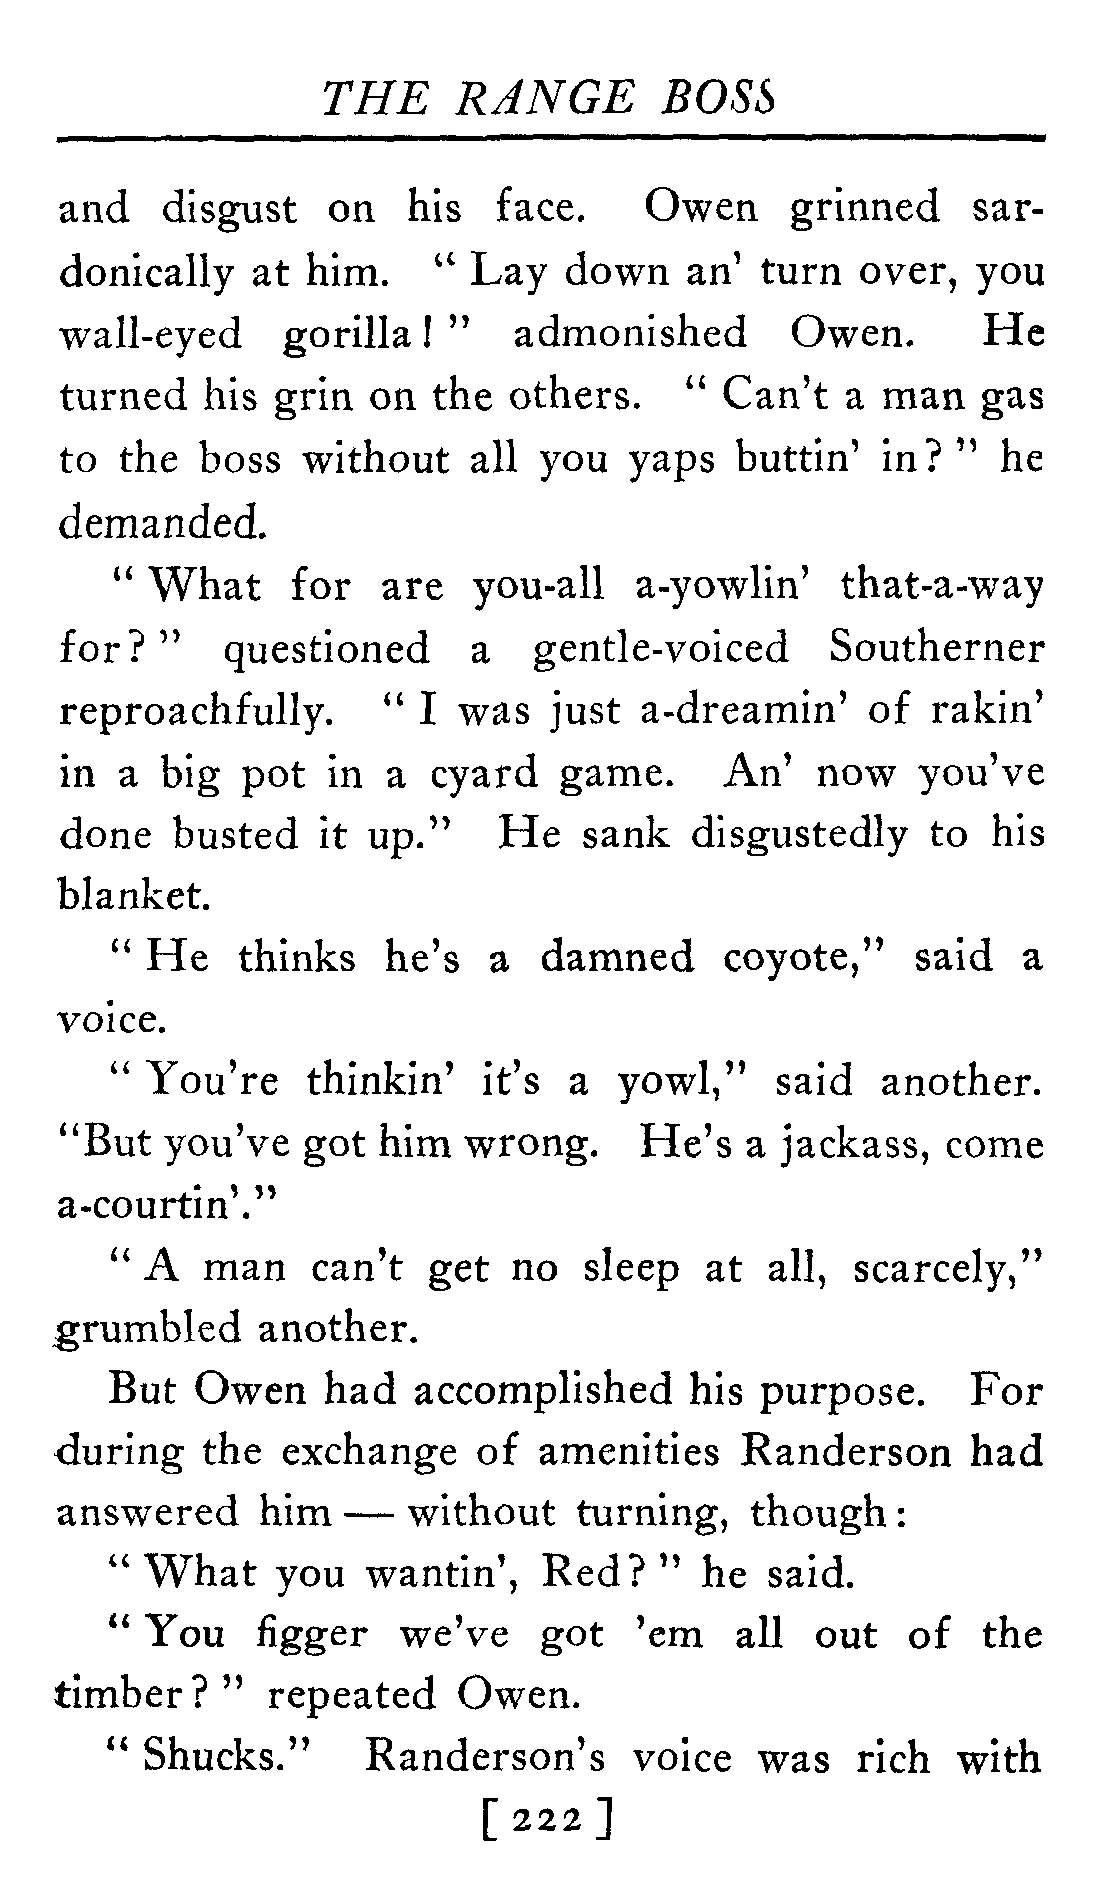 THE RANGE BOSS
and disgust on his face. Owen grinned sar-
donically at him. “ Lay down an’ turn over, you
wall-eyed gorilla! ” admonished Owen. He
turned his grin on the others. “ Can’t a man gas
to the boss without all you yaps buttin’ in? ” he
demanded.
“ What for are you-all a-yowlin’ that-a-way
for? ” questioned a gentle-voiced Southerner
reproachfully. “ I was just a-dreamin’ of rakin’
in a big pot in a cyard game. An’ now you’ve
done busted it up.” He sank disgustedly to his
blanket.
“ He thinks he’s a damned coyote,” said a
voice.
“ You’re thinkin’ it’s a yowl,” said another.
“But you’ve got him wrong. He’s a jackass, come
a-courtin’.”
“ A man can’t get no sleep at all, scarcely,”
grumbled another.
But Owen had accomplished his purpose. For
during the exchange of amenities Randerson had
answered him — without turning, though:
“ What you wantin’, Red? ” he said.
“ You figger we’ve got ’em all out of the
timber? ” repeated Owen.
“ Shucks.” Randerson’s voice was rich with
[ 222 ]